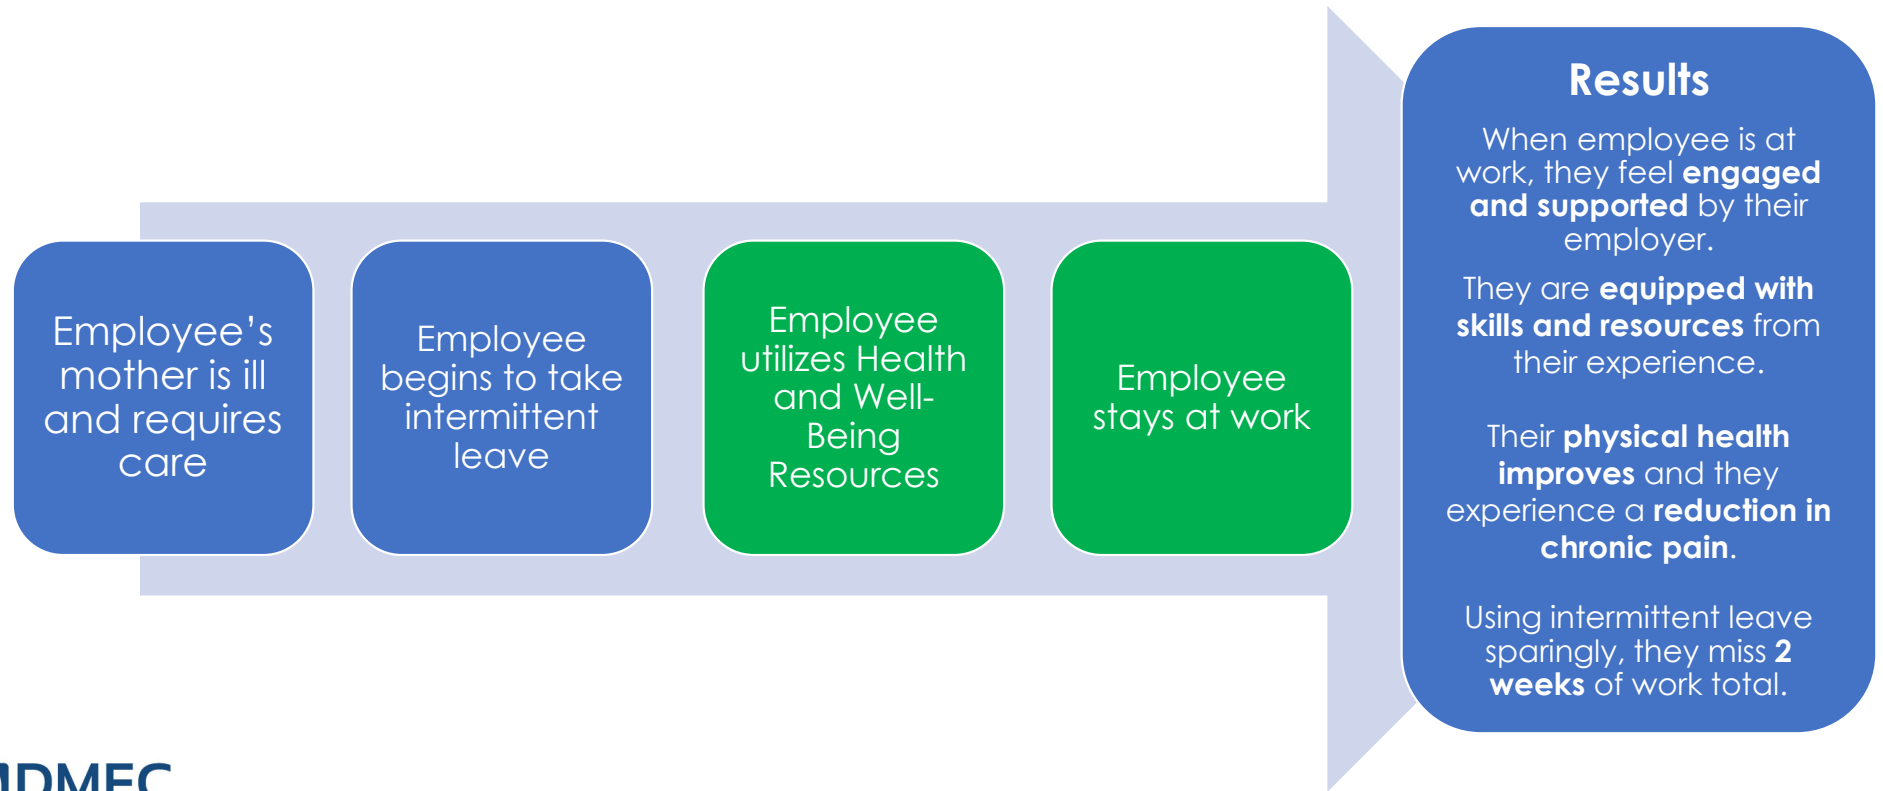 Employee's
mother is ill
and requires
care
Employee
begins to take
intermittent
leave
Employee
utilizes Health
and Well-
Being
Resources
Employee
stays at work
Results
When employee is at
work, they feel engaged
and supported by their
employer.
They are equipped with
skills and resources from
their experience.
Their physical health
improves and they
experience a reduction in
chronic pain.
Using intermittent leave
sparingly, they miss 2
weeks of work total.
DMEC